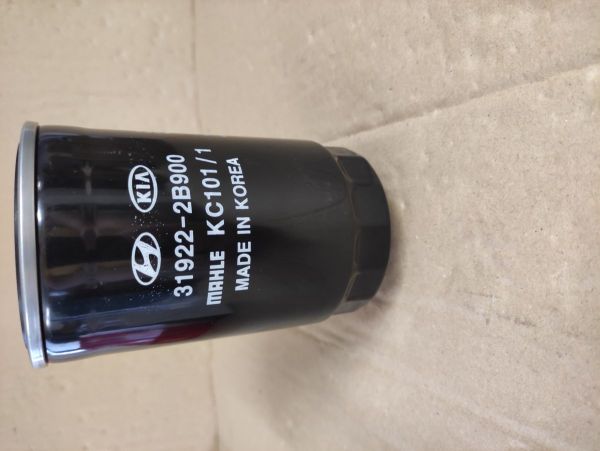 KIA
31922-2B900
MAHLE KC101/1
MADE IN KOREA